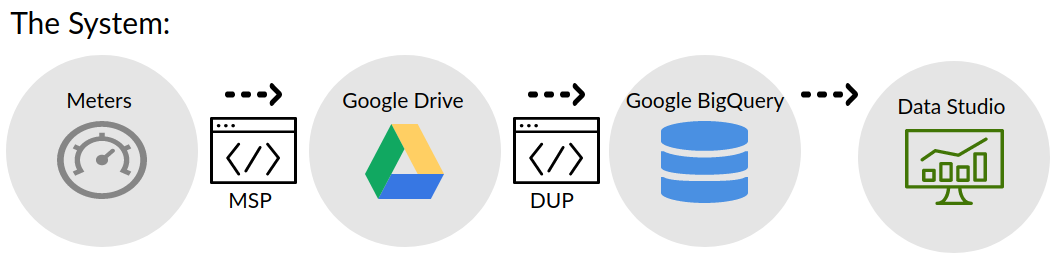 The System:
Meters
Google Drive
Google BigQuery
Data Studio
MSP
DUP